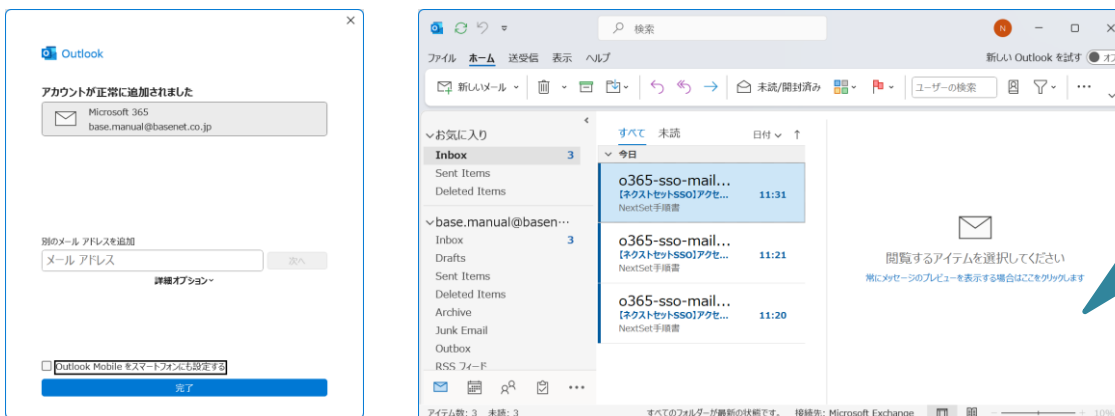 Outlook
アカウントが正常に追加されました
Microsoft 365
base.manual@basenet.co.jp
別のメール アドレスを追加
メール アドレス
次へ
詳細オプション
Outlook Mobile をスマートフォンにも設定する
完了
検索
N
ファイル ホーム 送受信 表示 ヘルプ
新しい Outlook を試す
オフ
新しいメール
未読/開封済み
ユーザーの検索
お気に入り
Inbox 3
Sent Items
Deleted Items
base.manual@basen…
Inbox 3
Drafts
Sent Items
Deleted Items
Archive
Junk Email
Outbox
RSS フィード
すべて 未読 日付
今日
o365-sso-mail...
【ネクストセットSSO】アクセ... 11:31
NextSet手順書
o365-sso-mail...
【ネクストセットSSO】アクセ... 11:21
NextSet手順書
o365-sso-mail...
【ネクストセットSSO】アクセ... 11:20
NextSet手順書
閲覧するアイテムを選択してください
常にメッセージのプレビューを表示する場合はここをクリックします
アイテム数: 3 未読: 3
すべてのフォルダーが最新の状態です。 接続先: Microsoft Exchange